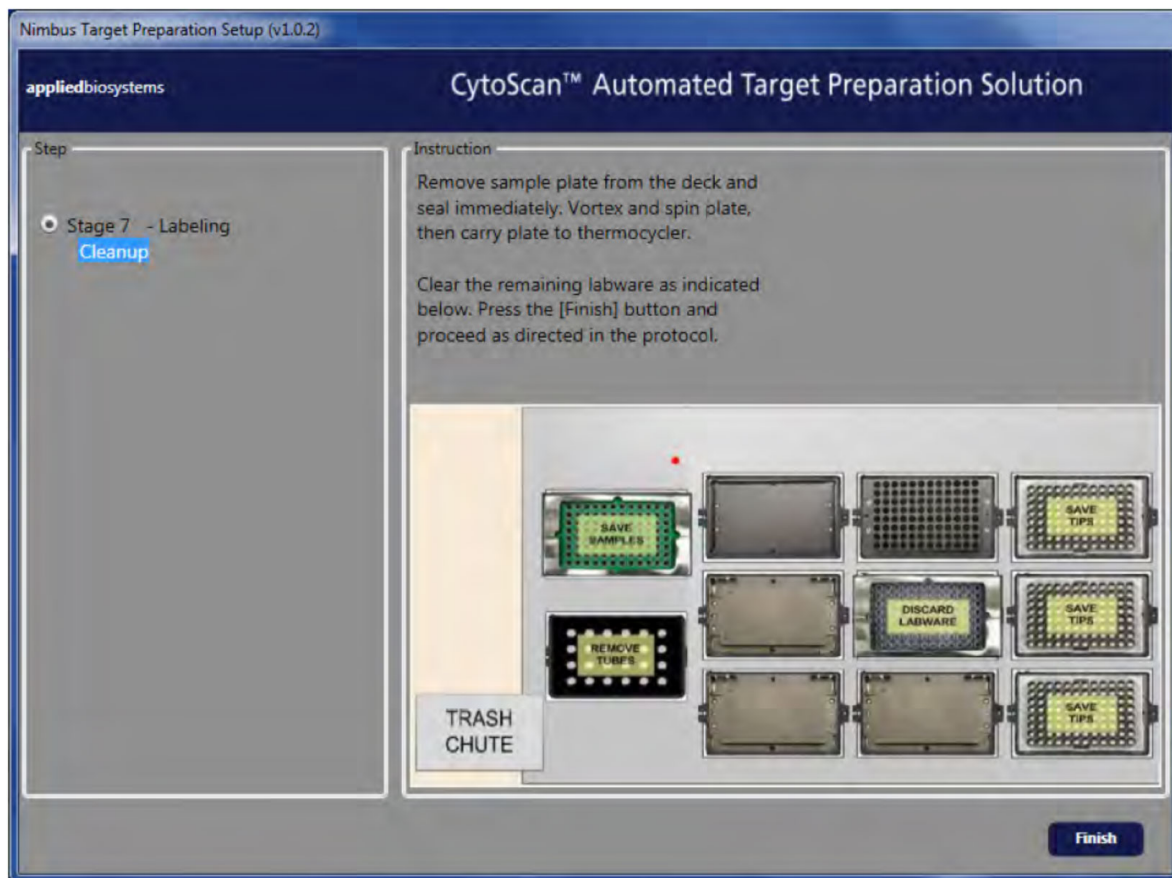 Nimbus Target Preparation Setup (v1.0.2)
appliedbiosystems
CytoScan™ Automated Target Preparation Solution
Step
Stage 7 - Labeling
Cleanup
Instruction
Remove sample plate from the deck and
seal immediately. Vortex and spin plate,
then carry plate to thermocycler.
Clear the remaining labware as indicated
below. Press the [Finish] button and
proceed as directed in the protocol.
SAVE
SAMPLES
SAVE
TIPS
DISCARD
LABWARE
SAVE
TIPS
REMOVE
TUBES
SAVE
TIPS
TRASH
CHUTE
Finish